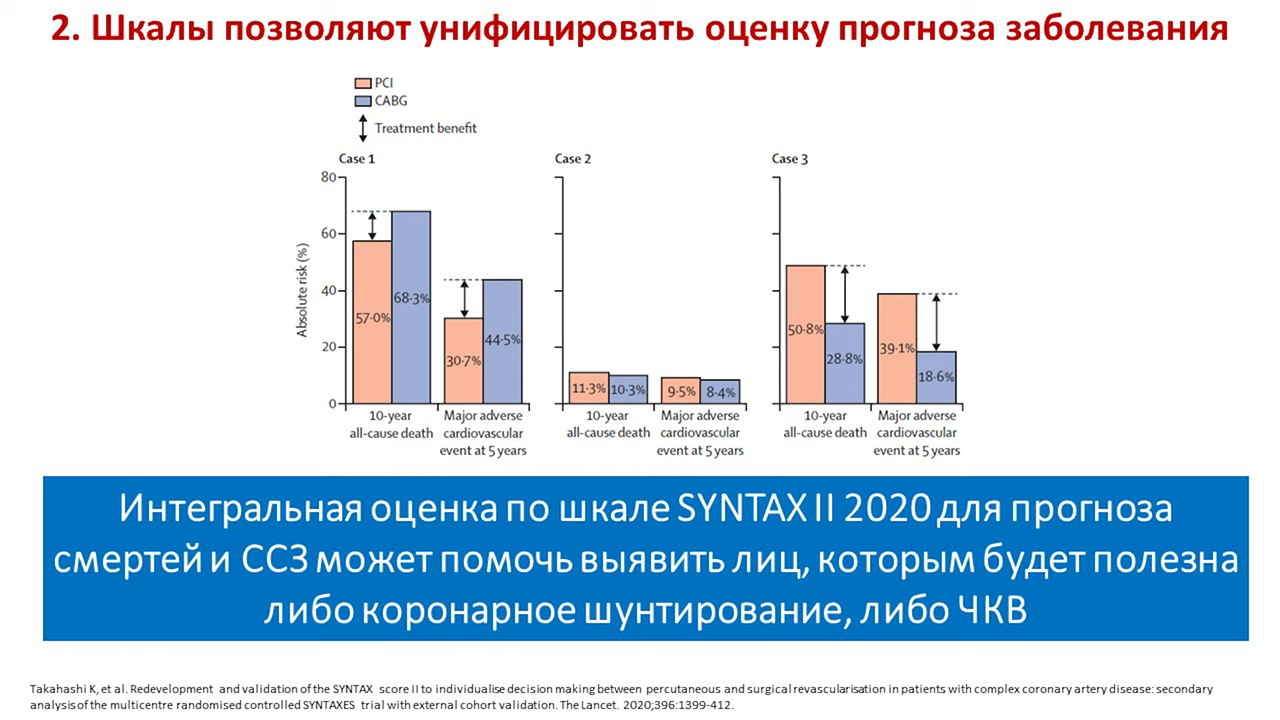 2. Шкалы позволяют унифицировать оценку прогноза заболевания
PCI
CABG
Treatment benefit
Case 1
Case 2
Case 3
Absolute risk (%)
80
60
40
20
0
57·0%
68·3%
30·7%
44·5%
11·3%
10·3%
9·5%
8·4%
50·8%
28·8%
39·1%
18·6%
10-year
all-cause death
Major adverse
cardiovascular
event at 5 years
10-year
all-cause death
Major adverse
cardiovascular
event at 5 years
10-year
all-cause death
Major adverse
cardiovascular
event at 5 years
Интегральная оценка по шкале SYNTAX II 2020 для прогноза
смертей и ССЗ может помочь выявить лиц, которым будет полезна
либо коронарное шунтирование, либо ЧКВ
Takahashi K, et al. Redevelopment and validation of the SYNTAX score II to individualise decision making between percutaneous and surgical revascularisation in patients with complex coronary artery disease: secondary
analysis of the multicentre randomised controlled SYNTAXES trial with external cohort validation. The Lancet. 2020;396:1399-412.